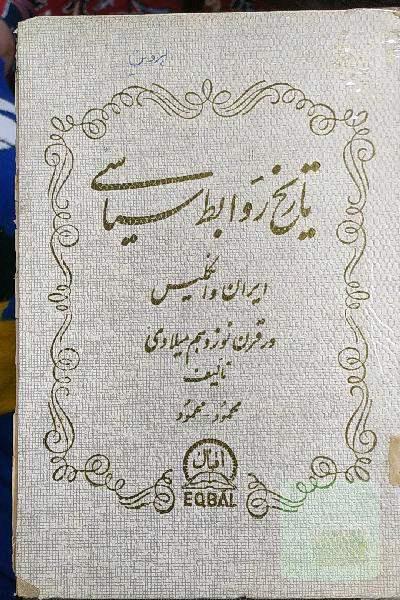 تاریخ روابط سیاسی
ایران و انگلیس
در قرن نوزدهم میلادی
تألیف
محمود محمود
اقبال
EQBAL